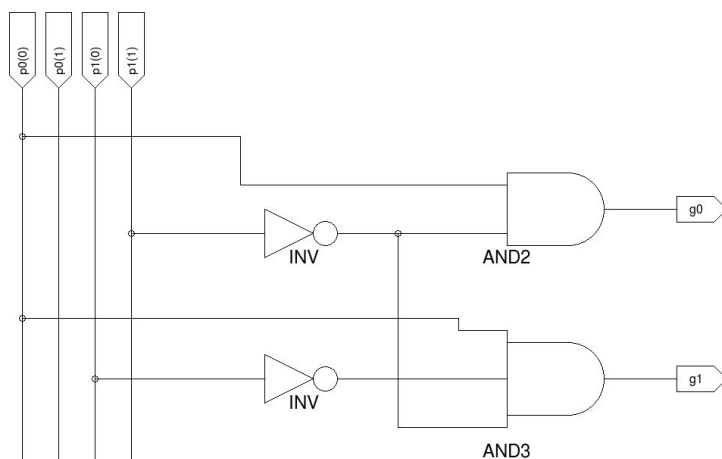 p0(0)
p0(1)
p1(0)
p1(1)
g0
INV
AND2
g1
INV
AND3